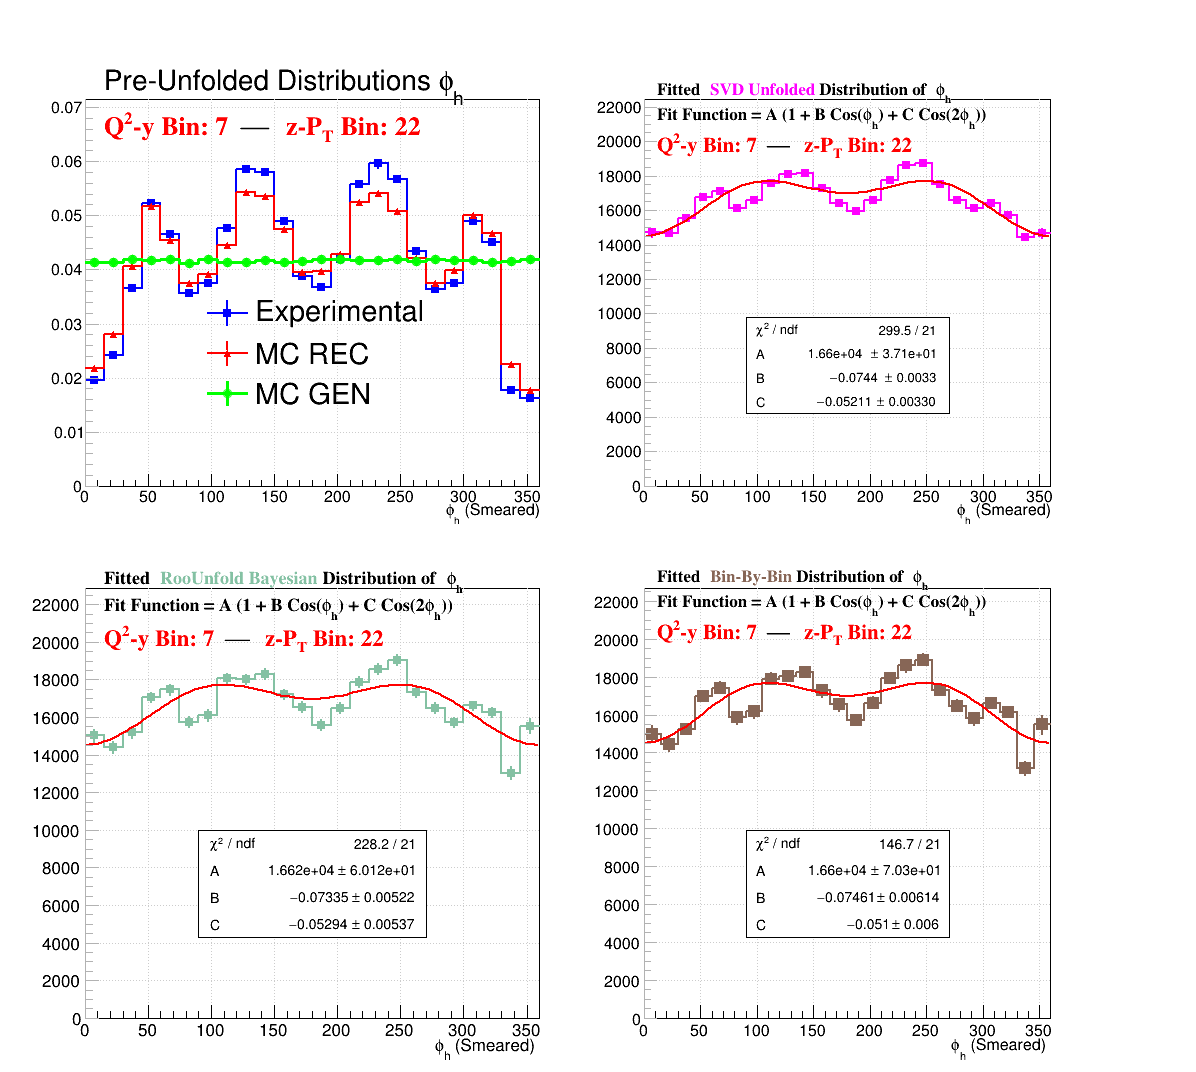 Pre-Unfolded Distributions ϕh
Q2-y Bin: 7 — z-PT Bin: 22
0.07
0.06
0.05
0.04
0.03
0.02
0.01
0
Experimental
MC REC
MC GEN
0 50 100 150 200 250 300 350
ϕh (Smeared)
Fitted SVD Unfolded Distribution of ϕh
Fit Function = A (1 + B Cos(ϕh) + C Cos(2ϕh))
Q2-y Bin: 7 — z-PT Bin: 22
22000
20000
18000
16000
14000
12000
10000
8000
6000
4000
2000
0
χ2 / ndf 299.5 / 21
A 1.66e+04 ± 3.71e+01
B −0.0744 ± 0.0033
C −0.05211 ± 0.00330
0 50 100 150 200 250 300 350
ϕh (Smeared)
Fitted RooUnfold Bayesian Distribution of ϕh
Fit Function = A (1 + B Cos(ϕh) + C Cos(2ϕh))
Q2-y Bin: 7 — z-PT Bin: 22
22000
20000
18000
16000
14000
12000
10000
8000
6000
4000
2000
0
χ2 / ndf 228.2 / 21
A 1.662e+04 ± 6.012e+01
B −0.07335 ± 0.00522
C −0.05294 ± 0.00537
0 50 100 150 200 250 300 350
ϕh (Smeared)
Fitted Bin-By-Bin Distribution of ϕh
Fit Function = A (1 + B Cos(ϕh) + C Cos(2ϕh))
Q2-y Bin: 7 — z-PT Bin: 22
22000
20000
18000
16000
14000
12000
10000
8000
6000
4000
2000
0
χ2 / ndf 146.7 / 21
A 1.66e+04 ± 7.03e+01
B −0.07461 ± 0.00614
C −0.051 ± 0.006
0 50 100 150 200 250 300 350
ϕh (Smeared)